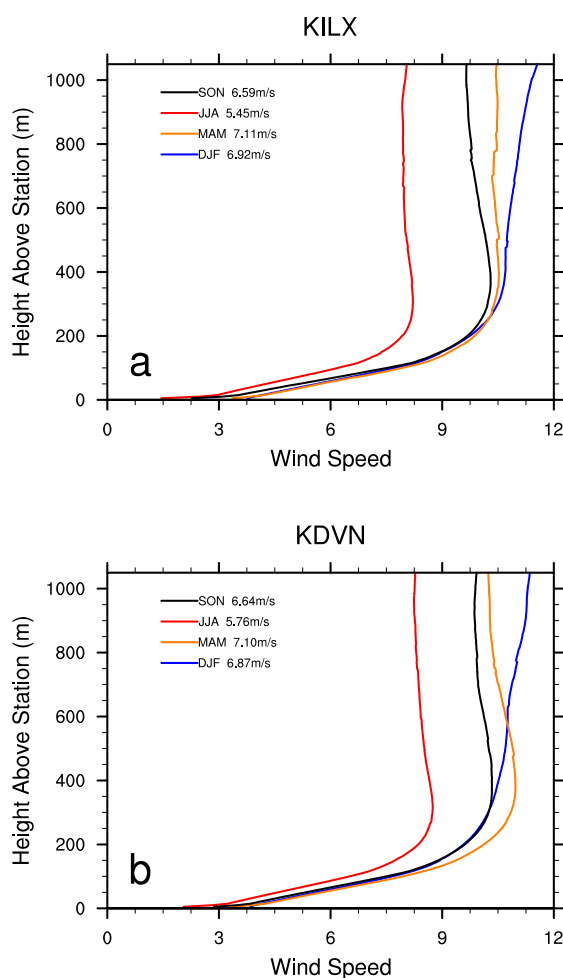 KILX
Height Above Station (m)
1000
800
600
400
200
0
SON 6.59m/s
JJA 5.45m/s
MAM 7.11m/s
DJF 6.92m/s
a
0 3 6 9 12
Wind Speed
KDVN
Height Above Station (m)
1000
800
600
400
200
0
SON 6.64m/s
JJA 5.76m/s
MAM 7.10m/s
DJF 6.87m/s
b
0 3 6 9 12
Wind Speed